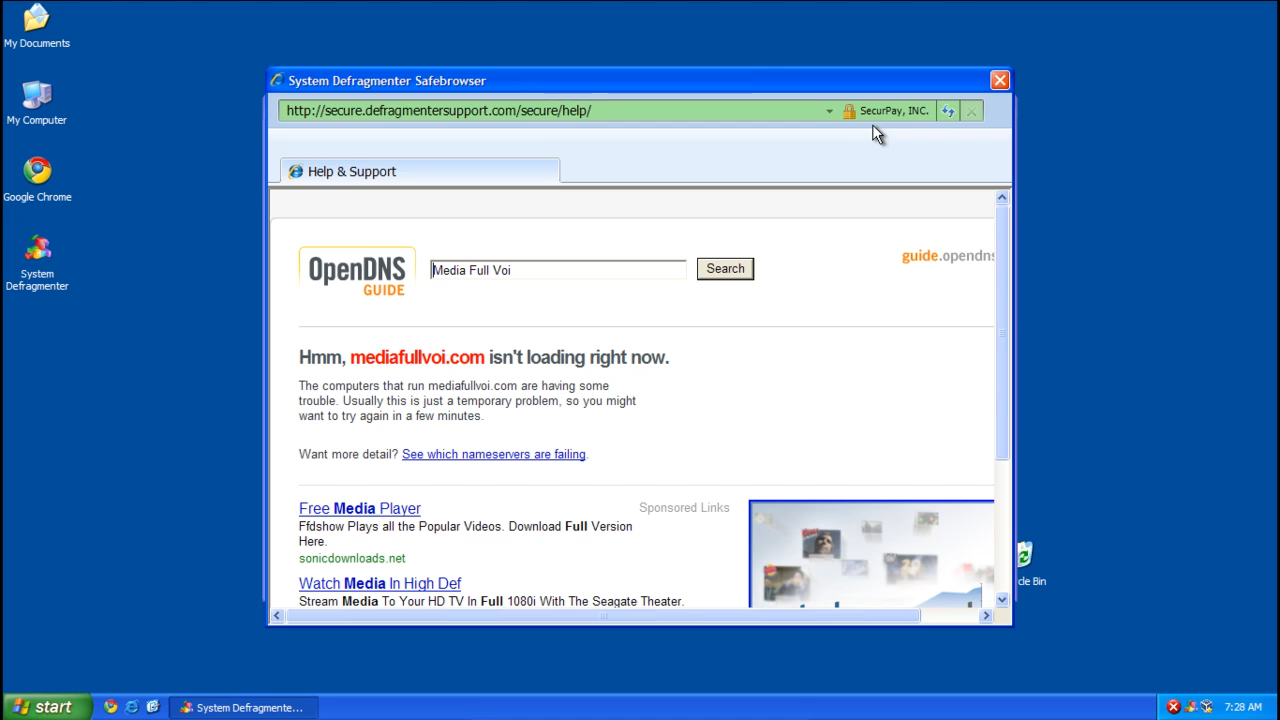 My Documents
My Computer
Google Chrome
System
Defragmenter
System Defragmenter Safebrowser
http://secure.defragmentersupport.com/secure/help/
SecurPay, INC.
Help & Support
OpenDNS
GUIDE
Media Full Voi
Search
guide.opendns
Hmm, mediafullvoi.com isn't loading right now.
The computers that run mediafullvoi.com are having some
trouble. Usually this is just a temporary problem, so you might
want to try again in a few minutes.
Want more detail? See which nameservers are failing.
Free Media Player
Sponsored Links
Ffdshow Plays all the Popular Videos. Download Full Version
Here.
sonicdownloads.net
Watch Media In High Def
Stream Media To Your HD TV In Full 1080i With The Seagate Theater.
cle Bin
start
System Defragmente...
7:28 AM